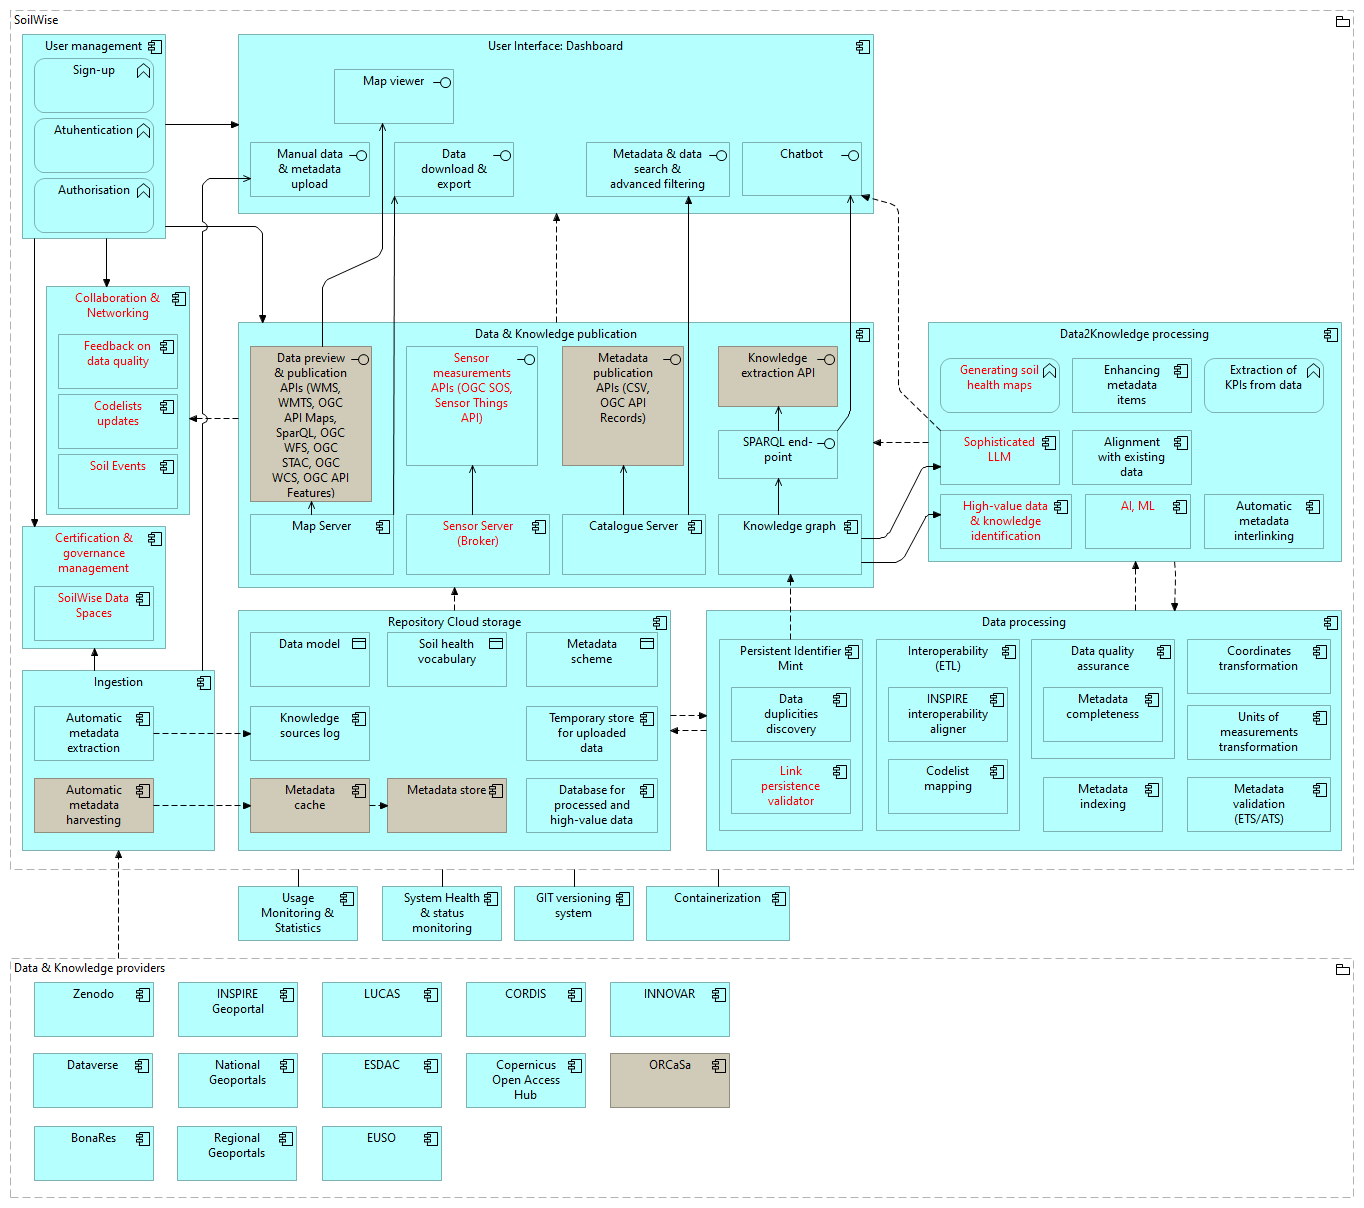 SoilWise
User management
Sign-up
Atuhentication
Authorisation
User Interface: Dashboard
Map viewer
Manual data
& metadata
upload
Data
download &
export
Metadata & data
search &
advanced filtering
Chatbot
Collaboration &
Networking
Feedback on
data quality
Codelists
updates
Soil Events
Data & Knowledge publication
Data preview
& publication
APIs (WMS,
WMTS, OGC
API Maps,
SparQL, OGC
WFS, OGC
STAC, OGC
WCS, OGC API
Features)
Sensor
measurements
APIs (OGC SOS,
Sensor Things
API)
Metadata
publication
APIs (CSV,
OGC API
Records)
Knowledge
extraction API
SPARQL end-
point
Map Server
Sensor Server
(Broker)
Catalogue Server
Knowledge graph
Data2Knowledge processing
Generating soil
health maps
Enhancing
metadata
items
Extraction of
KPIs from data
Sophisticated
LLM
Alignment
with existing
data
High-value data
& knowledge
identification
AI, ML
Automatic
metadata
interlinking
Certification &
governance
management
SoilWise Data
Spaces
Ingestion
Automatic
metadata
extraction
Automatic
metadata
harvesting
Repository Cloud storage
Data model
Soil health
vocabulary
Metadata
scheme
Knowledge
sources log
Temporary store
for uploaded
data
Metadata
cache
Metadata store
Database for
processed and
high-value data
Data processing
Persistent Identifier
Mint
Data
duplicities
discovery
Link
persistence
validator
Interoperability
(ETL)
INSPIRE
interoperability
aligner
Codelist
mapping
Data quality
assurance
Metadata
completeness
Metadata
indexing
Coordinates
transformation
Units of
measurements
transformation
Metadata
validation
(ETS/ATS)
Usage
Monitoring &
Statistics
System Health
& status
monitoring
GIT versioning
system
Containerization
Data & Knowledge providers
Zenodo
INSPIRE
Geoportal
LUCAS
CORDIS
INNOVAR
Dataverse
National
Geoportals
ESDAC
Copernicus
Open Access
Hub
ORCaSa
BonaRes
Regional
Geoportals
EUSO